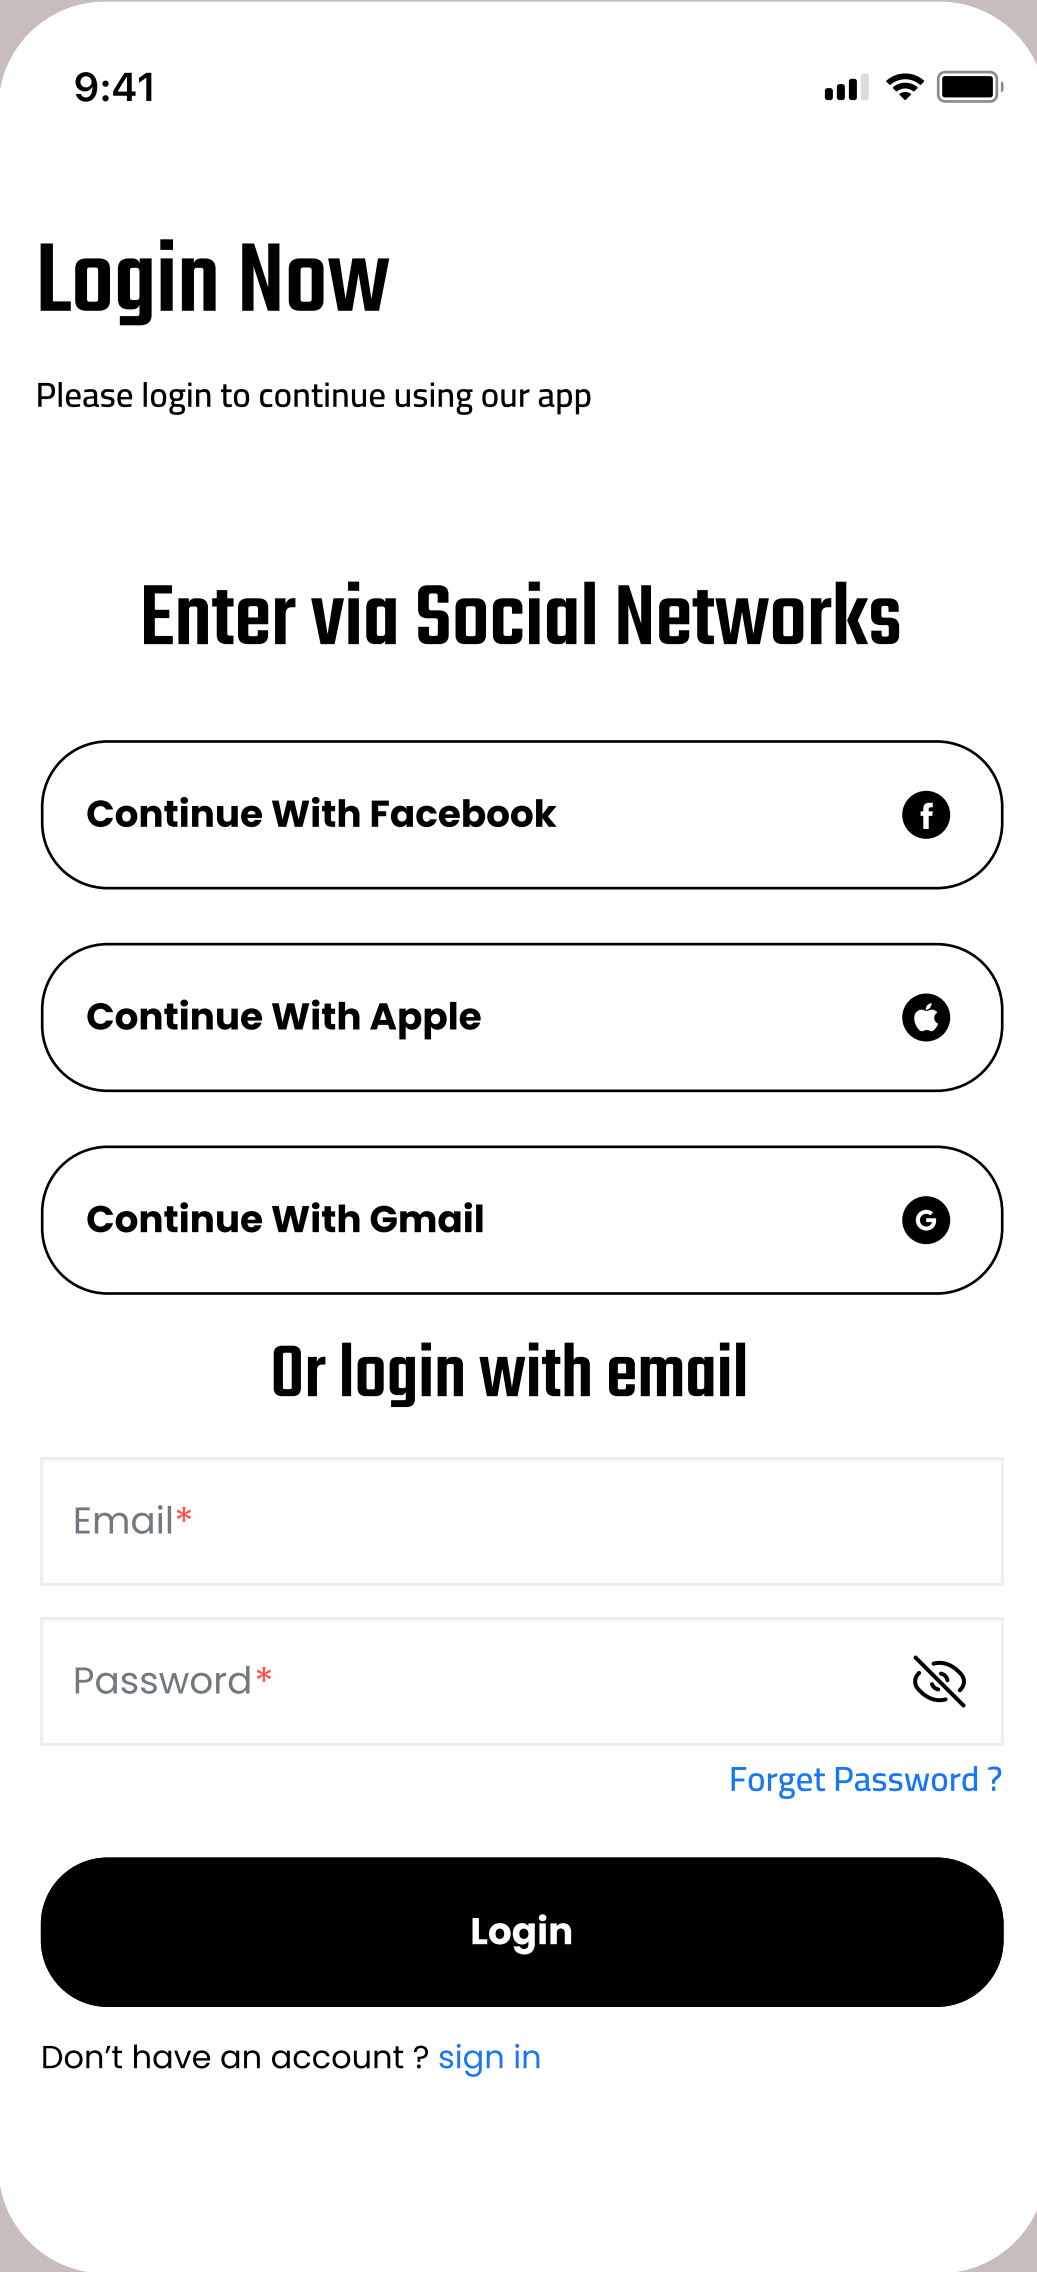 9:41
Login Now
Please login to continue using our app
Enter via Social Networks
Continue With Facebook
Continue With Apple
Continue With Gmail
Or login with email
Email*
Password*
Forget Password ?
Login
Don’t have an account ? sign in